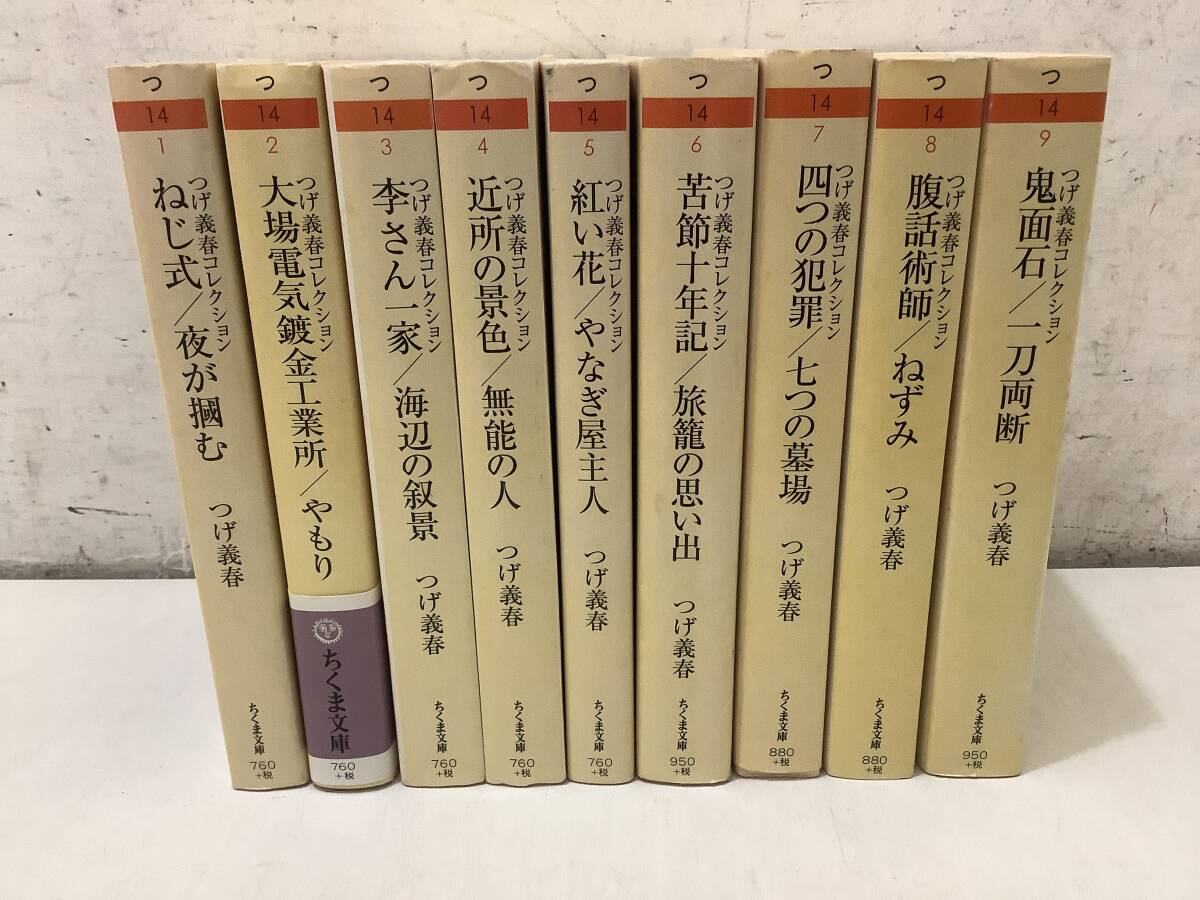 つ
14
1
つげ義春コレクション
ねじ式/夜が掴む
つげ義春
ちくま文庫
760
+税
つ
14
2
つげ義春コレクション
大場電気鍍金工業所/やもり
ちくま文庫
760
+税
つ
14
3
つげ義春コレクション
李さん一家/海辺の叙景
つげ義春
ちくま文庫
760
+税
つ
14
4
つげ義春コレクション
近所の景色/無能の人
つげ義春
ちくま文庫
760
+税
つ
14
5
つげ義春コレクション
紅い花/やなぎ屋主人
つげ義春
ちくま文庫
760
+税
つ
14
6
つげ義春コレクション
苦節十年記/旅籠の思い出
つげ義春
ちくま文庫
950
+税
つ
14
7
つげ義春コレクション
四つの犯罪/七つの墓場
つげ義春
ちくま文庫
880
+税
つ
14
8
つげ義春コレクション
腹話術師/ねずみ
つげ義春
ちくま文庫
880
+税
つ
14
9
つげ義春コレクション
鬼面石/一刀両断
つげ義春
ちくま文庫
950
+税